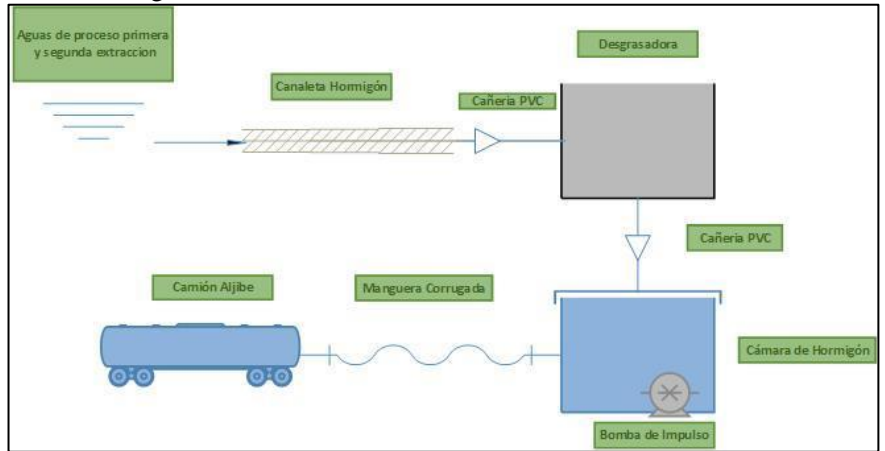 Aguas de proceso primera
y segunda extraccion
Desgrasadora
Canaleta Hormigón
Cañeria PVC
Cañeria PVC
Camión Aljibe
Manguera Corrugada
Cámara de Hormigón
Bomba de Impulso